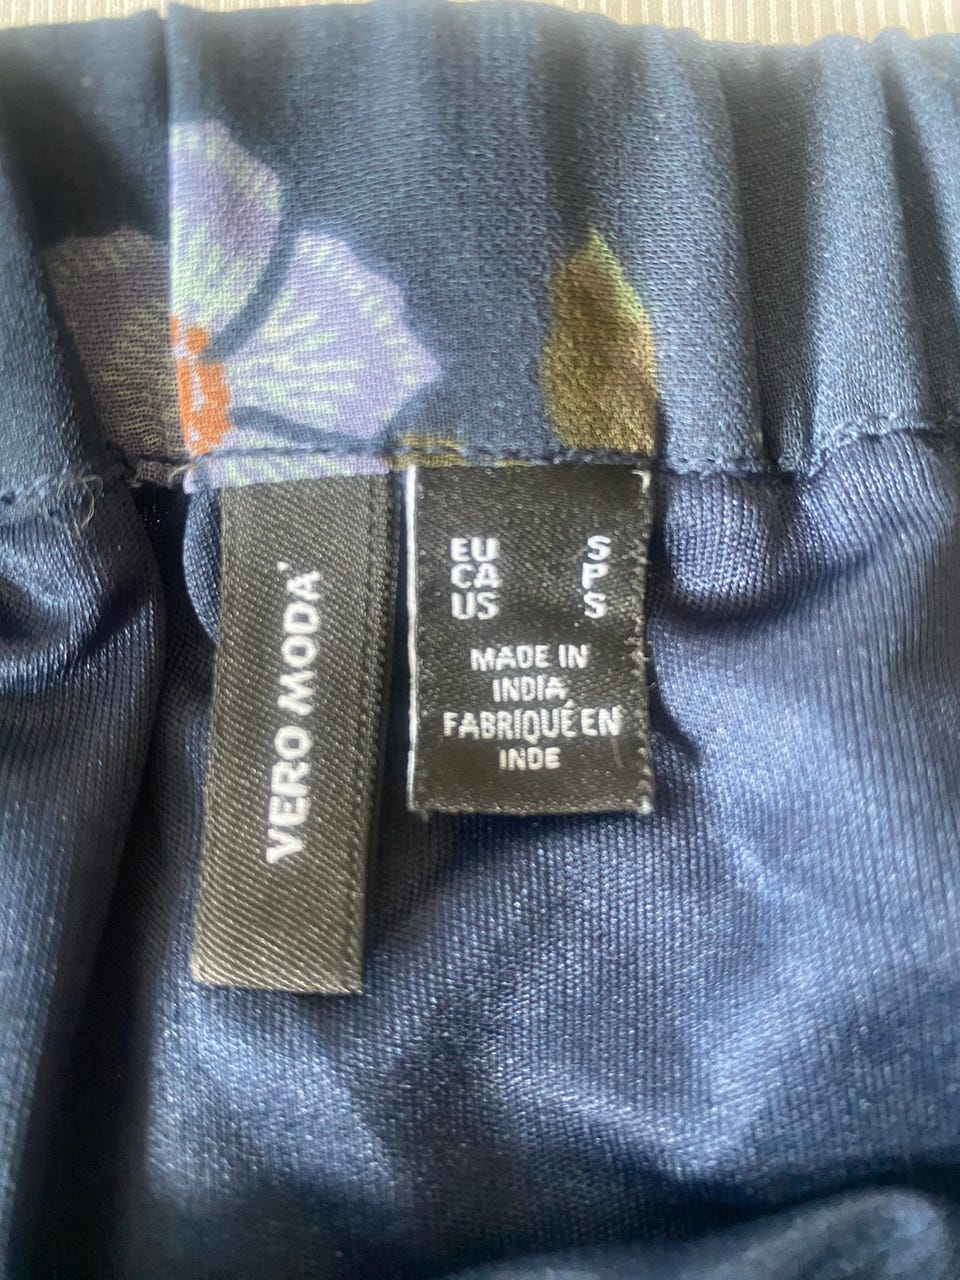 VERO MODA
EU S
CA P
US S
MADE IN
INDIA
FABRIQUÉ EN
INDE